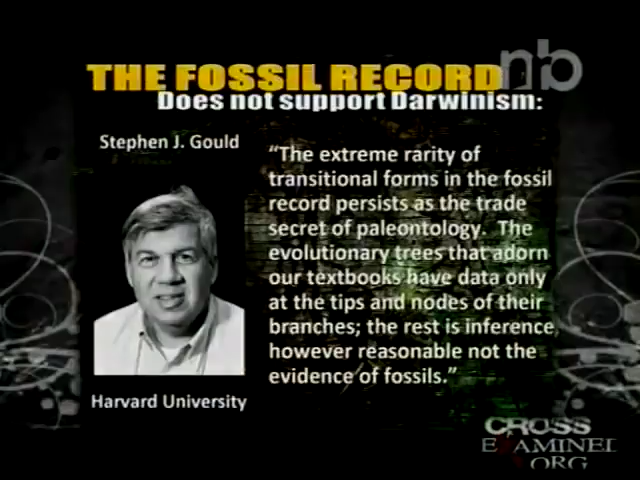 THE FOSSIL RECORD
nrb
Does not support Darwinism:
Stephen J. Gould
"The extreme rarity of
transitional forms in the fossil
record persists as the trade
secret of paleontology. The
evolutionary trees that adorn
our textbooks have data only
at the tips and nodes of their
branches; the rest is inference,
however reasonable not the
evidence of fossils."
Harvard University
CROSS
EXAMINED
.ORG